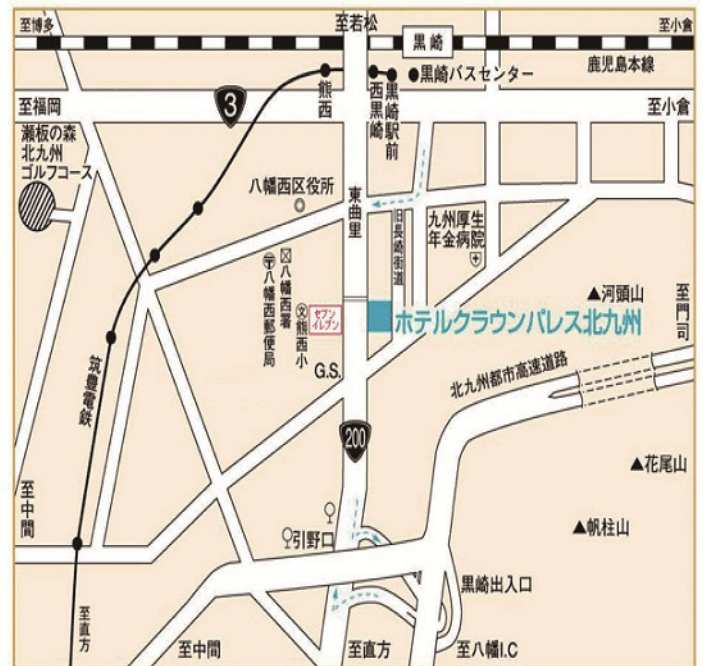 至博多
至若松
至小倉
黒崎
鹿児島本線
●黒崎バスセンター
熊西
西黒崎
黒崎駅前
3
至福岡
至小倉
瀬板の森
北九州
ゴルフコース
八幡西区役所
東曲里
旧長崎街道
九州厚生
年金病院
八幡西署
八幡西郵便局
文
熊西小
セブン
イレブン
ホテルクラウンパレス北九州
▲河頭山
至門司
G.S.
北九州都市高速道路
筑豊電鉄
200
▲花尾山
▲帆柱山
至中間
引野口
黒崎出入口
至直方
至中間
至直方
至八幡I.C